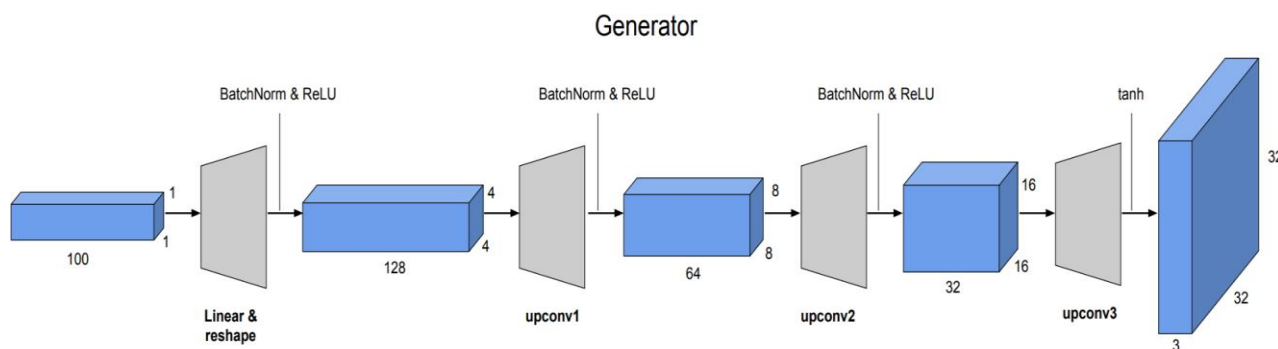 Generator
BatchNorm & ReLU
BatchNorm & ReLU
BatchNorm & ReLU
tanh
1
1
100
Linear &
reshape
4
4
128
upconv1
8
8
64
upconv2
16
16
32
upconv3
32
32
3